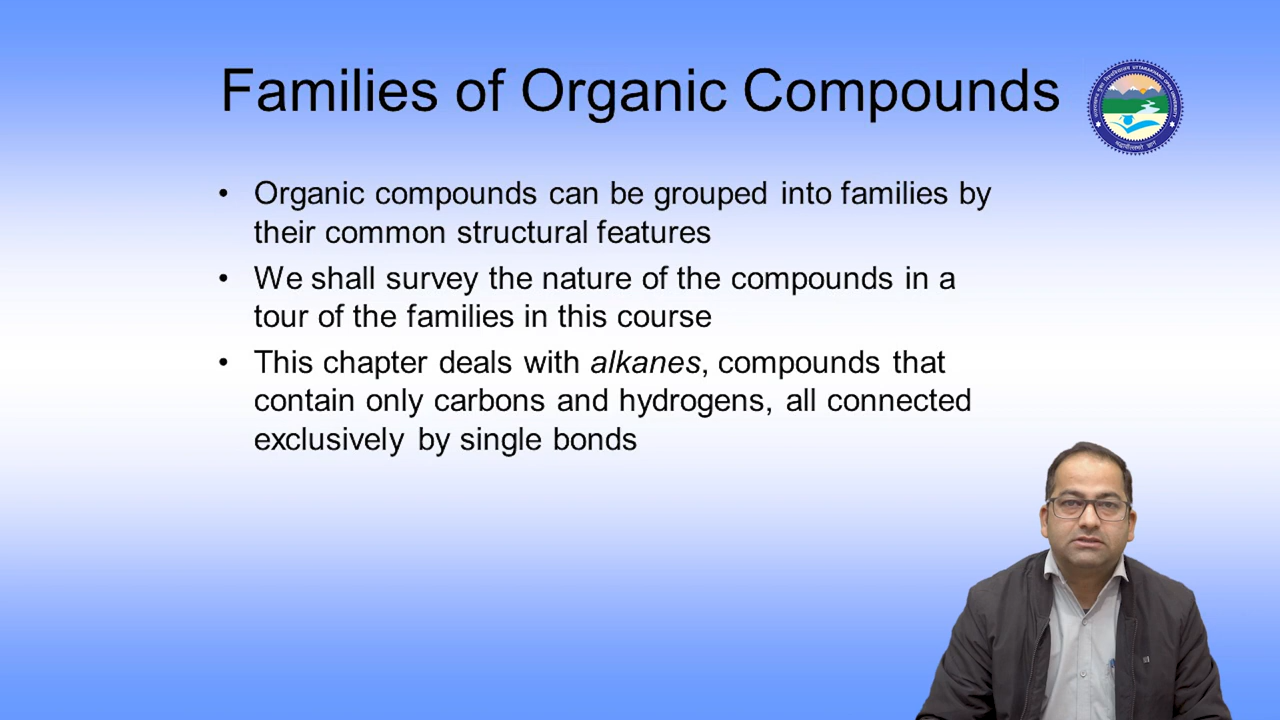 Families of Organic Compounds
• Organic compounds can be grouped into families by
their common structural features
• We shall survey the nature of the compounds in a
tour of the families in this course
• This chapter deals with alkanes, compounds that
contain only carbons and hydrogens, all connected
exclusively by single bonds